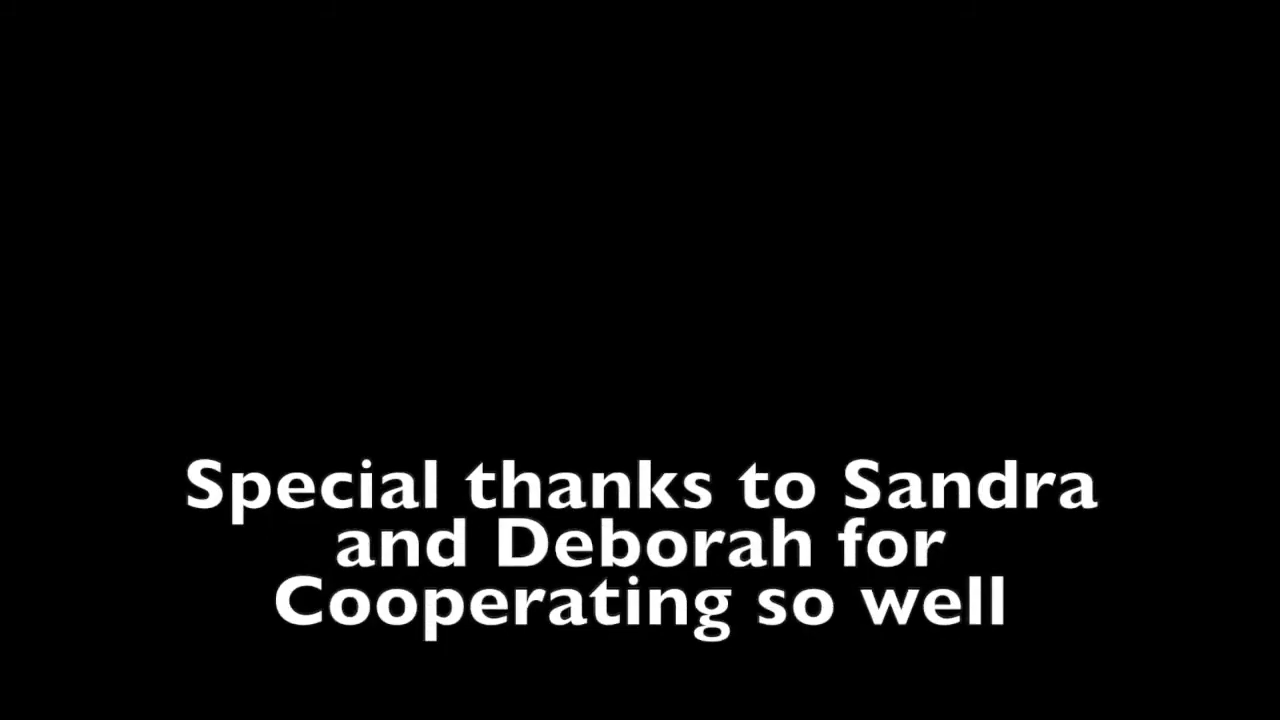 Special thanks to Sandra
and Deborah for
Cooperating so well